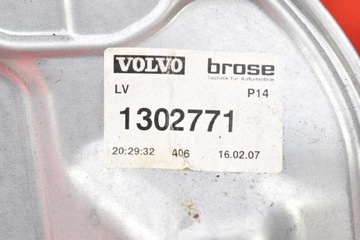 VOLVO brose
Technik für Automobile
LV P14
1302771
20:29:32 406 16.02.07